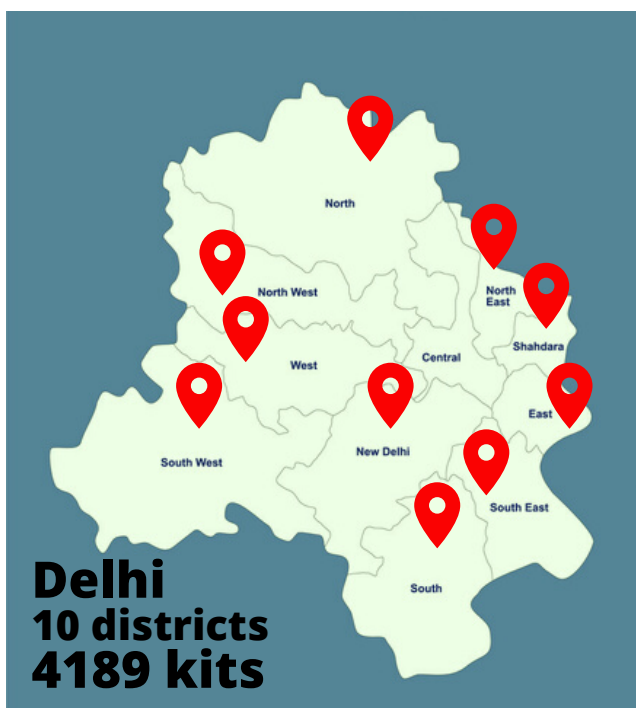 North
North West
North
East
Shahdara
Central
West
East
New Delhi
South West
South East
South
Delhi
10 districts
4189 kits